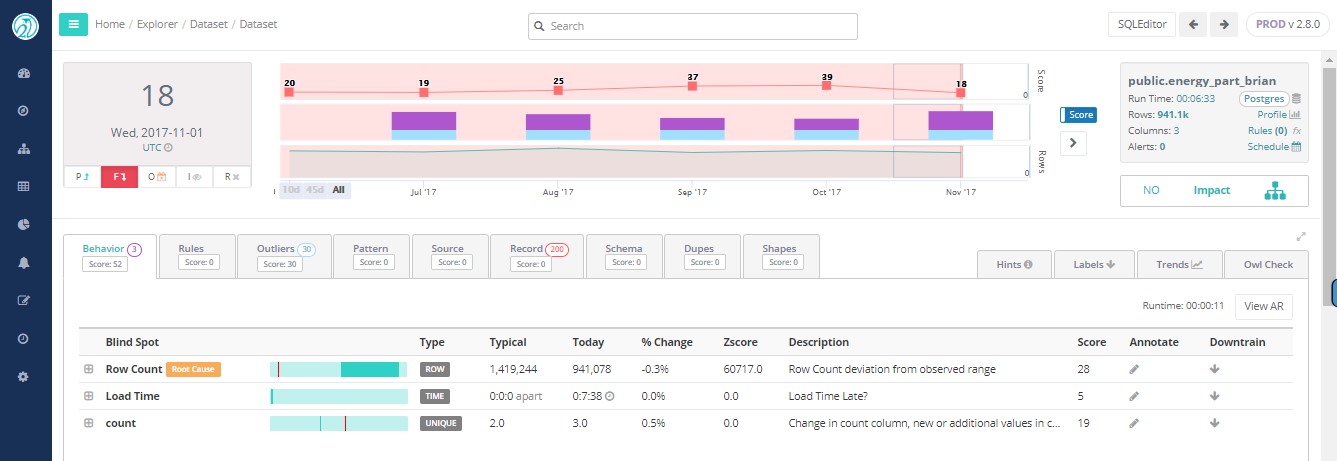 Home / Explorer / Dataset / Dataset
Search
SQLEditor
PROD v 2.8.0
18
Wed, 2017-11-01
UTC
P
F
O
I
R
20 19 25 37 39 18
Score
0
Rows
0
10d 45d All
Jul '17 Aug '17 Sep '17 Oct '17 Nov '17
Score
public.energy_part_brian
Run Time: 00:06:33 Postgres
Rows: 941.1k Profile
Columns: 3 Rules (0) fx
Alerts: 0 Schedule
NO Impact
Behavior 3 Rules Outliers 30 Pattern Source Record 200 Schema Dupes Shapes
Score: 52 Score: 0 Score: 30 Score: 0 Score: 0 Score: 0 Score: 0 Score: 0 Score: 0
Hints Labels Trends Owl Check
Runtime: 00:00:11 View AR
Blind Spot Type Typical Today % Change Zscore Description Score Annotate Downtrain
Row Count Root Cause ROW 1,419,244 941,078 -0.3% 60717.0 Row Count deviation from observed range 28
Load Time TIME 0:0:0 apart 0:7:38 0.0% 0.0 Load Time Late? 5
count UNIQUE 2.0 3.0 0.5% 0.0 Change in count column, new or additional values in c... 19